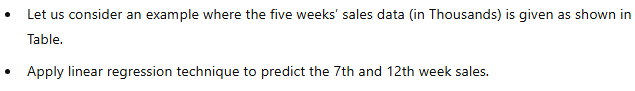 • Let us consider an example where the five weeks' sales data (in Thousands) is given as shown in
Table.
• Apply linear regression technique to predict the 7th and 12th week sales.